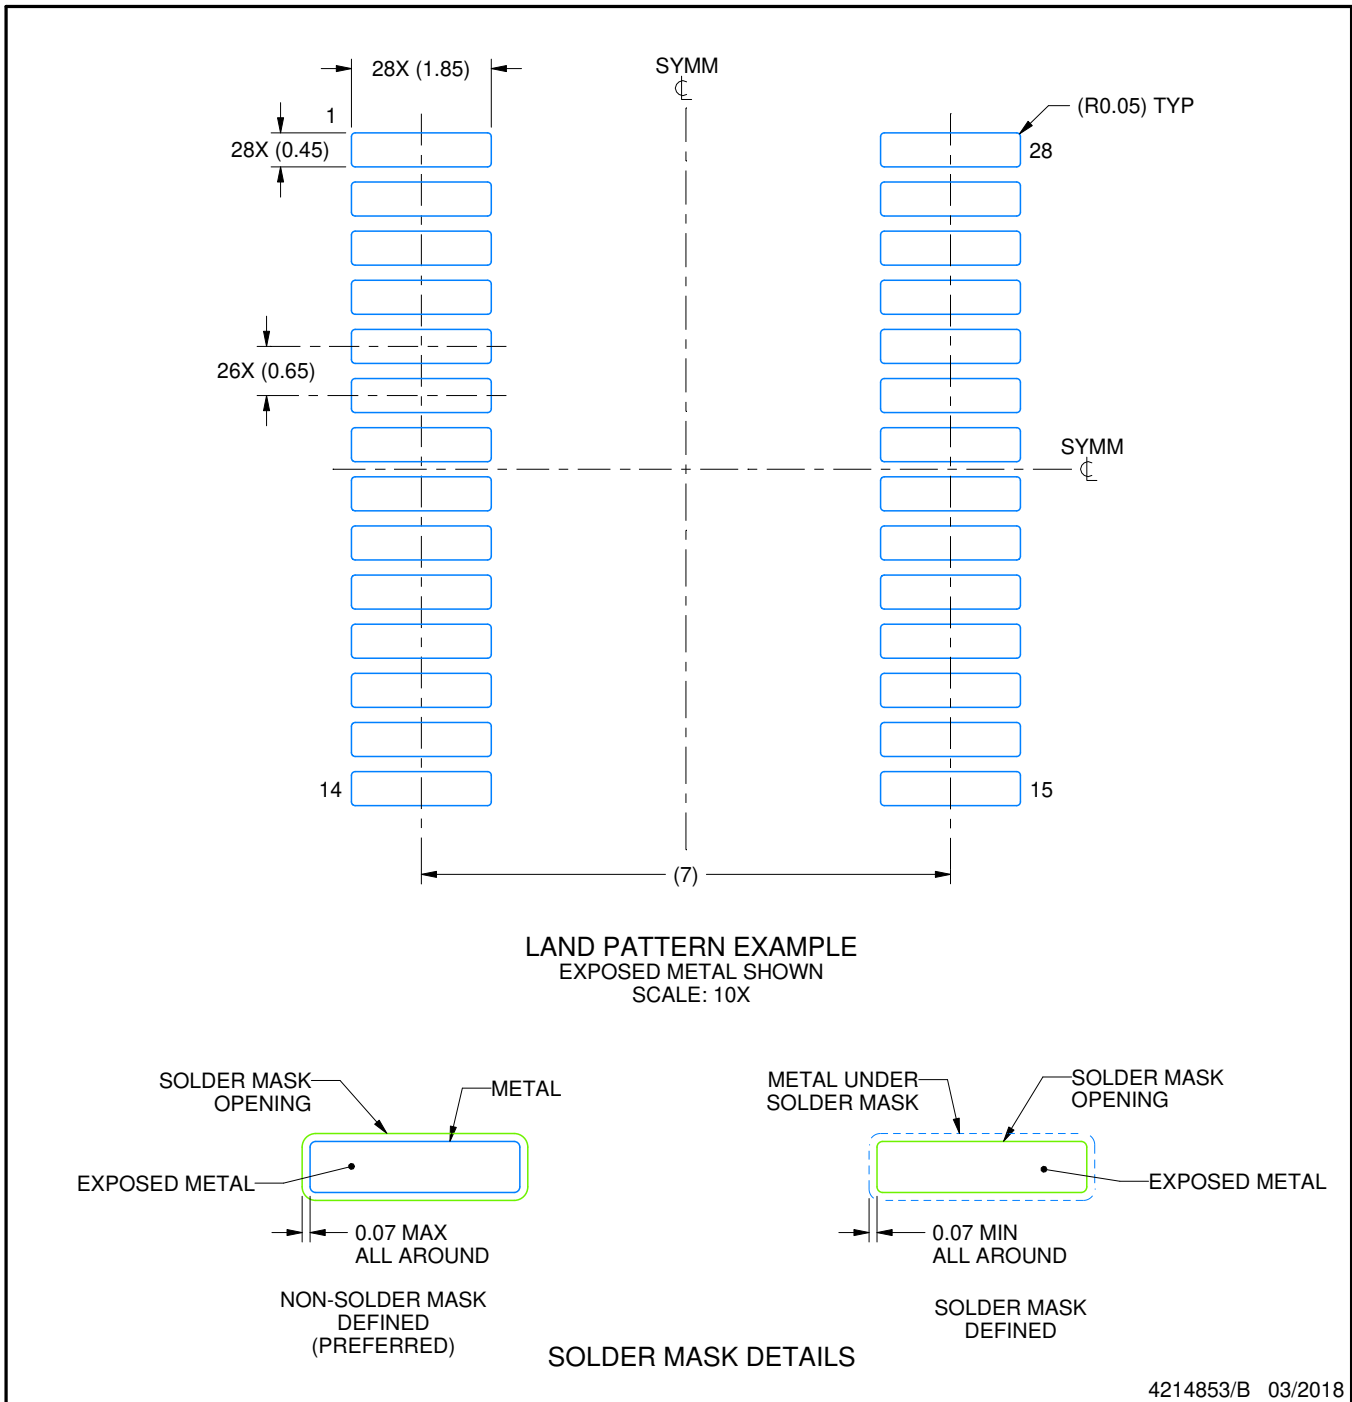 28X (1.85)
SYMM
℄
(R0.05) TYP
1
28X (0.45)
28
26X (0.65)
SYMM
℄
14
15
(7)
LAND PATTERN EXAMPLE
EXPOSED METAL SHOWN
SCALE: 10X
SOLDER MASK
OPENING
METAL
EXPOSED METAL
0.07 MAX
ALL AROUND
NON-SOLDER MASK
DEFINED
(PREFERRED)
METAL UNDER
SOLDER MASK
SOLDER MASK
OPENING
EXPOSED METAL
0.07 MIN
ALL AROUND
SOLDER MASK
DEFINED
SOLDER MASK DETAILS
4214853/B 03/2018